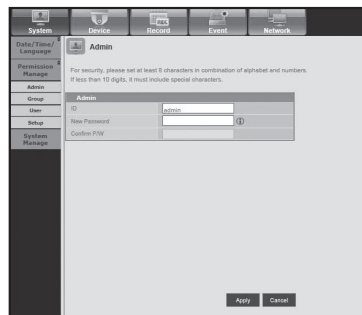 System
Device
Record
Event
Network
REC
Date/Time/
Language
Permission
Manage
Admin
Group
User
Setup
System
Manage
Admin
For security, please set at least 8 characters in combination of alphabet and numbers.
If less than 10 digits, it must include special characters.
Admin
ID
admin
New Password
Confirm P/W
Apply
Cancel